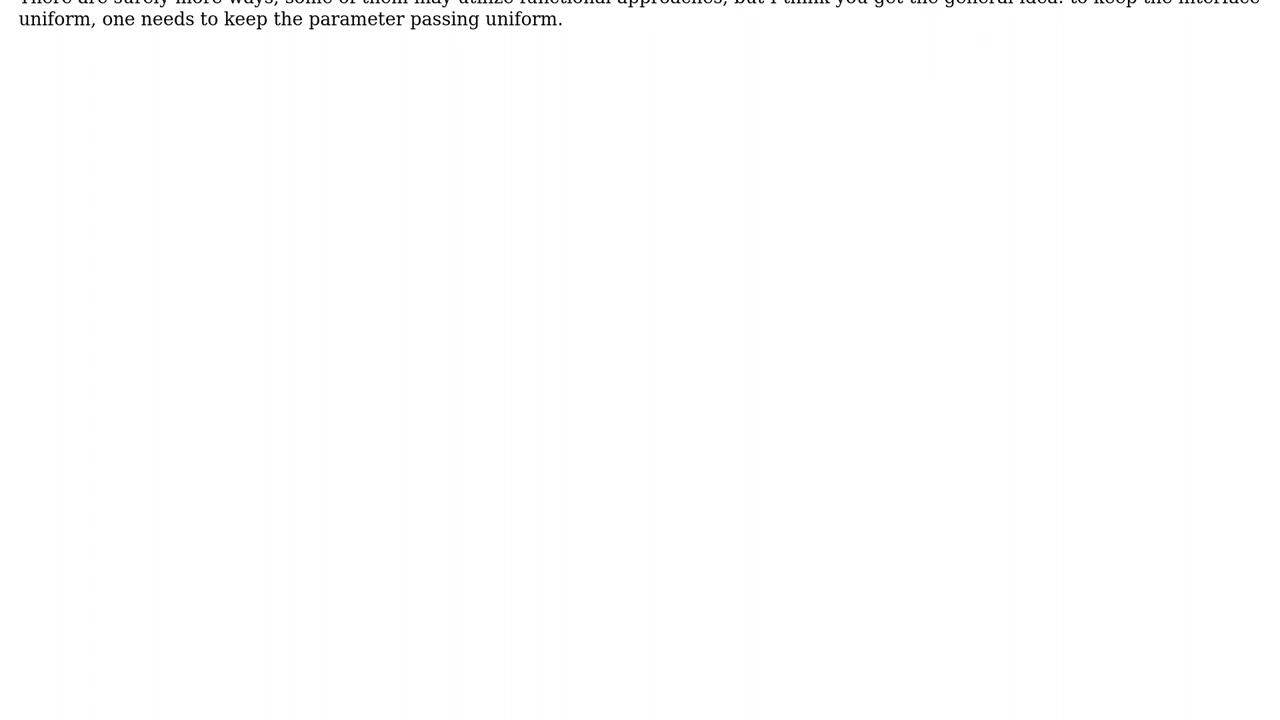 There are surely more ways, some of them may utilize functional approaches, but I think you get the general idea: to keep the interface
uniform, one needs to keep the parameter passing uniform.